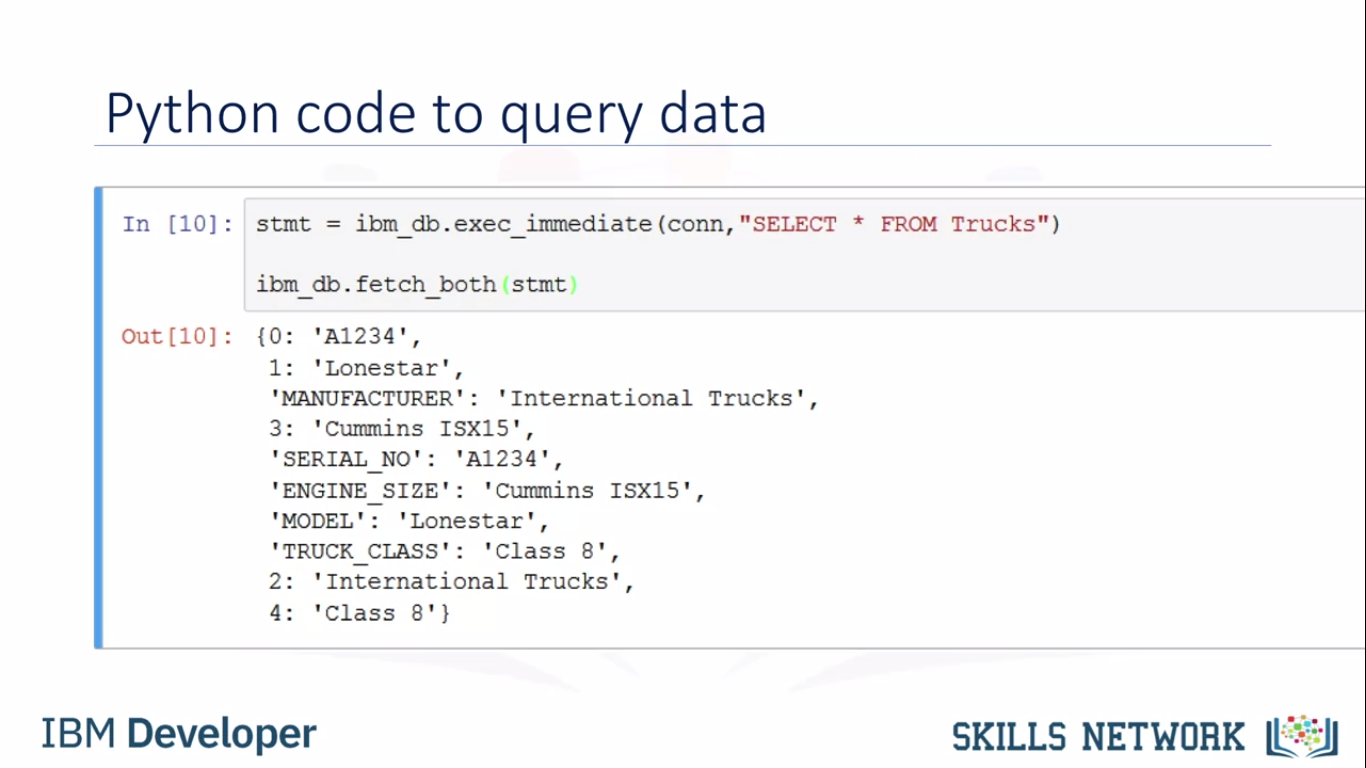 Python code to query data
In [10]: stmt = ibm_db.exec_immediate(conn,"SELECT * FROM Trucks")
ibm_db.fetch_both(stmt)
Out[10]: {0: 'A1234',
1: 'Lonestar',
'MANUFACTURER': 'International Trucks',
3: 'Cummins ISX15',
'SERIAL_NO': 'A1234',
'ENGINE_SIZE': 'Cummins ISX15',
'MODEL': 'Lonestar',
'TRUCK_CLASS': 'Class 8',
2: 'International Trucks',
4: 'Class 8'}
IBM Developer
SKILLS NETWORK